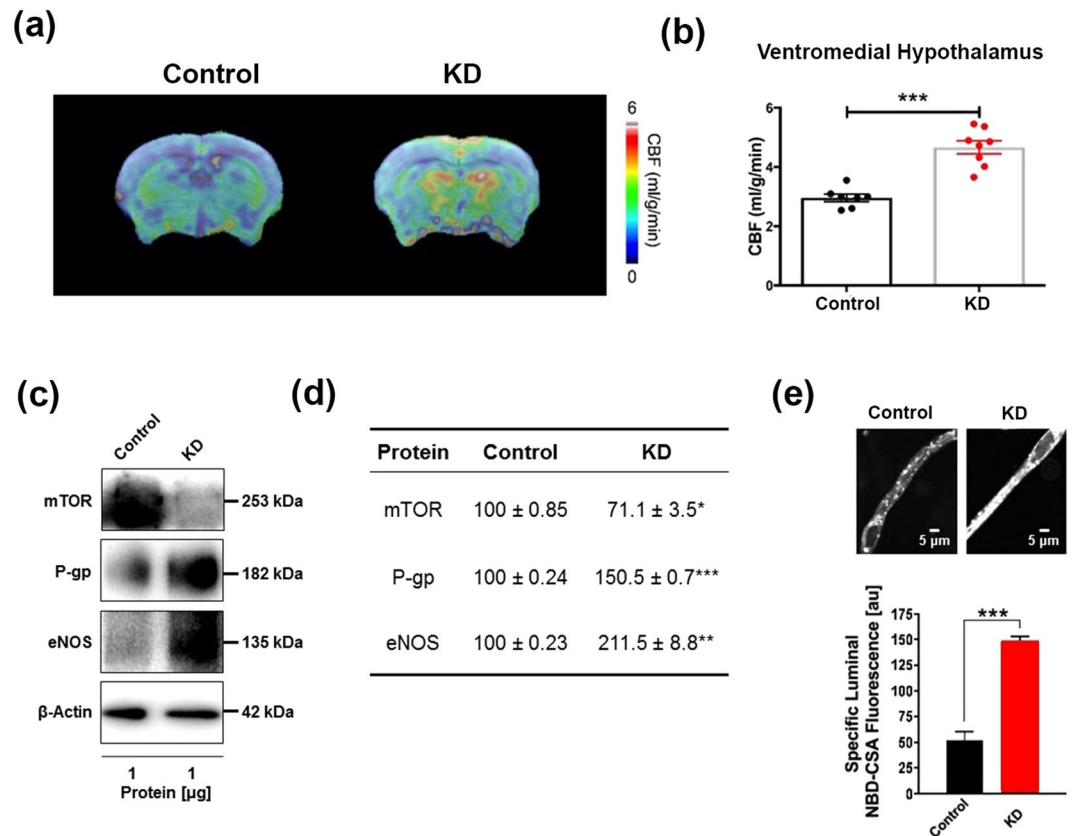 (a)
Control KD
6
CBF (ml/g/min)
0
(b)
Ventromedial Hypothalamus
***
6
4
2
0
CBF (ml/g/min)
Control KD
(c)
Control KD
mTOR 253 kDa
P-gp 182 kDa
eNOS 135 kDa
β-Actin 42 kDa
1 1
Protein [µg]
(d)
Protein Control KD
mTOR 100 ± 0.85 71.1 ± 3.5*
P-gp 100 ± 0.24 150.5 ± 0.7***
eNOS 100 ± 0.23 211.5 ± 8.8**
(e)
Control KD
5 µm 5 µm
Specific Luminal
NBD-CSA Fluorescence [au]
175
150
125
100
75
50
25
0
***
Control KD